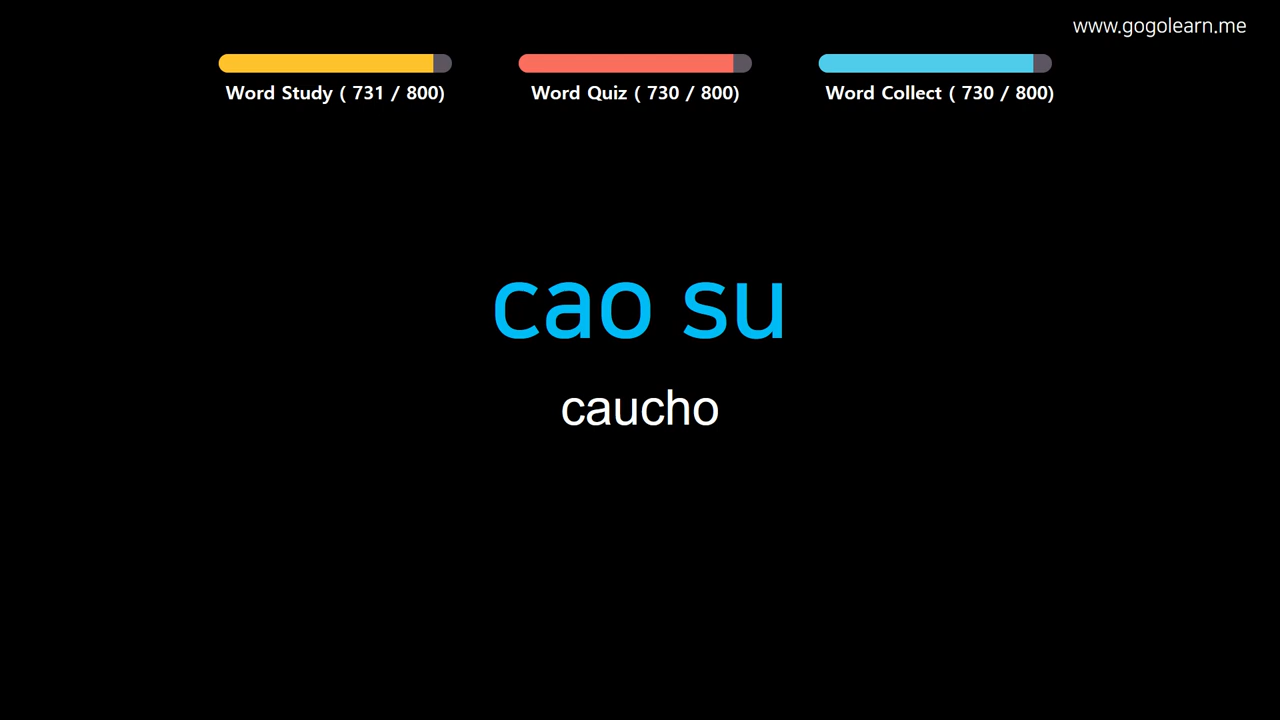 www.gogolearn.me
Word Study ( 731 / 800)
Word Quiz ( 730 / 800)
Word Collect ( 730 / 800)
cao su
caucho